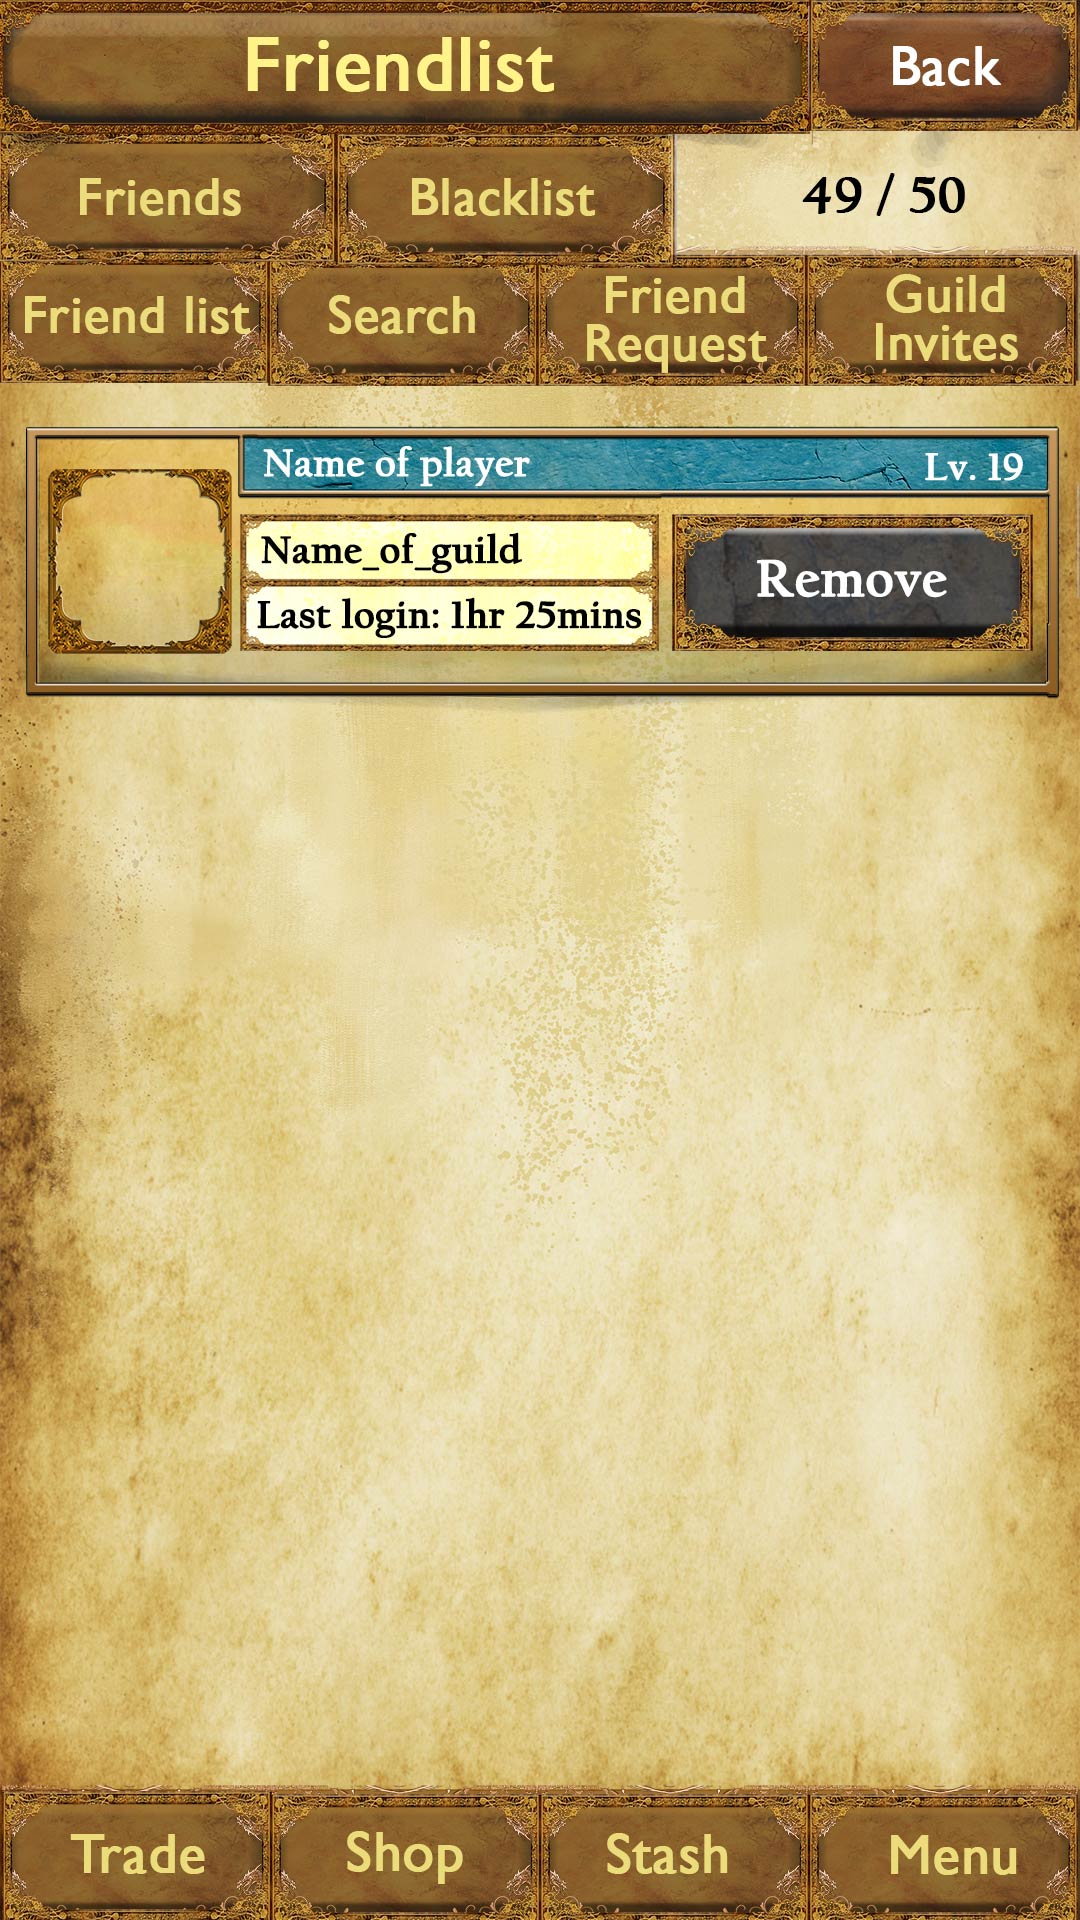 Friendlist
Back
Friends
Blacklist
49 / 50
Friend list
Search
Friend
Request
Guild
Invites
Name of player
Lv. 19
Name_of_guild
Last login: 1hr 25mins
Remove
Trade
Shop
Stash
Menu